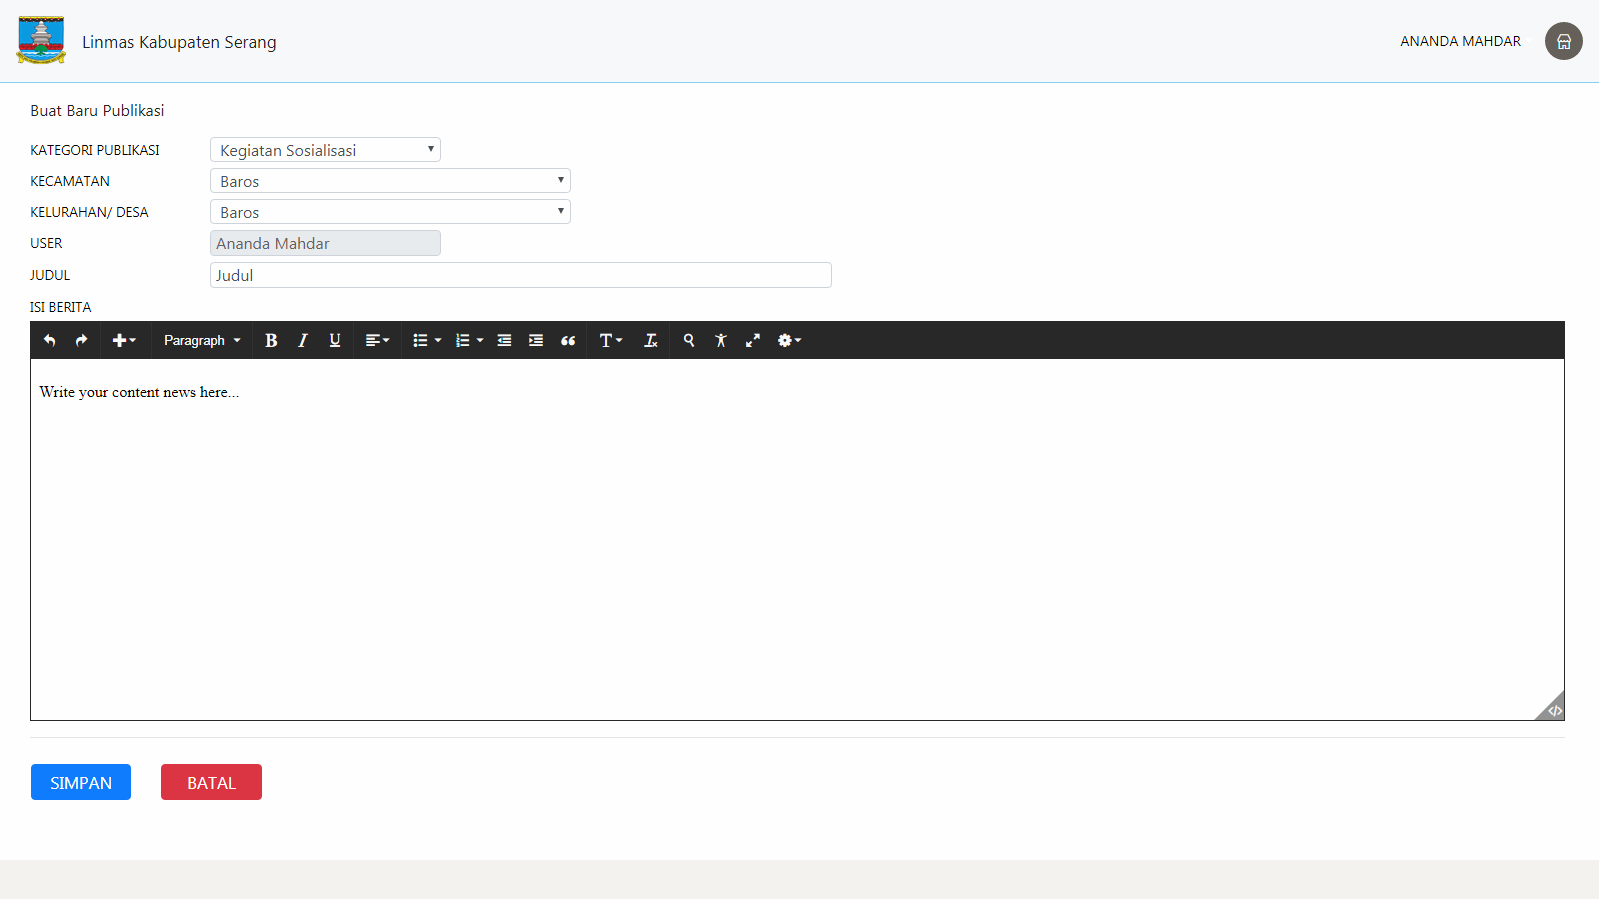 Linmas Kabupaten Serang
ANANDA MAHDAR
Buat Baru Publikasi
KATEGORI PUBLIKASI Kegiatan Sosialisasi
KECAMATAN Baros
KELURAHAN/ DESA Baros
USER Ananda Mahdar
JUDUL Judul
ISI BERITA
Paragraph B I U T
Write your content news here...
SIMPAN BATAL